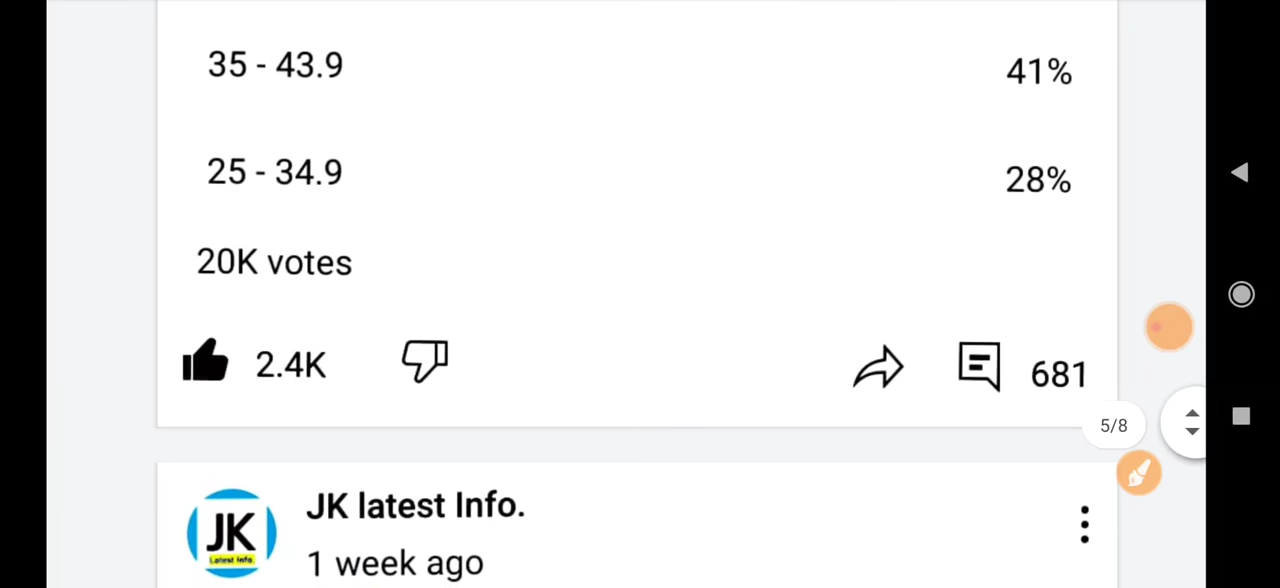 35 - 43.9 41%
25 - 34.9 28%
20K votes
2.4K 681
5/8
JK latest Info.
JK
Latest Info.
1 week ago